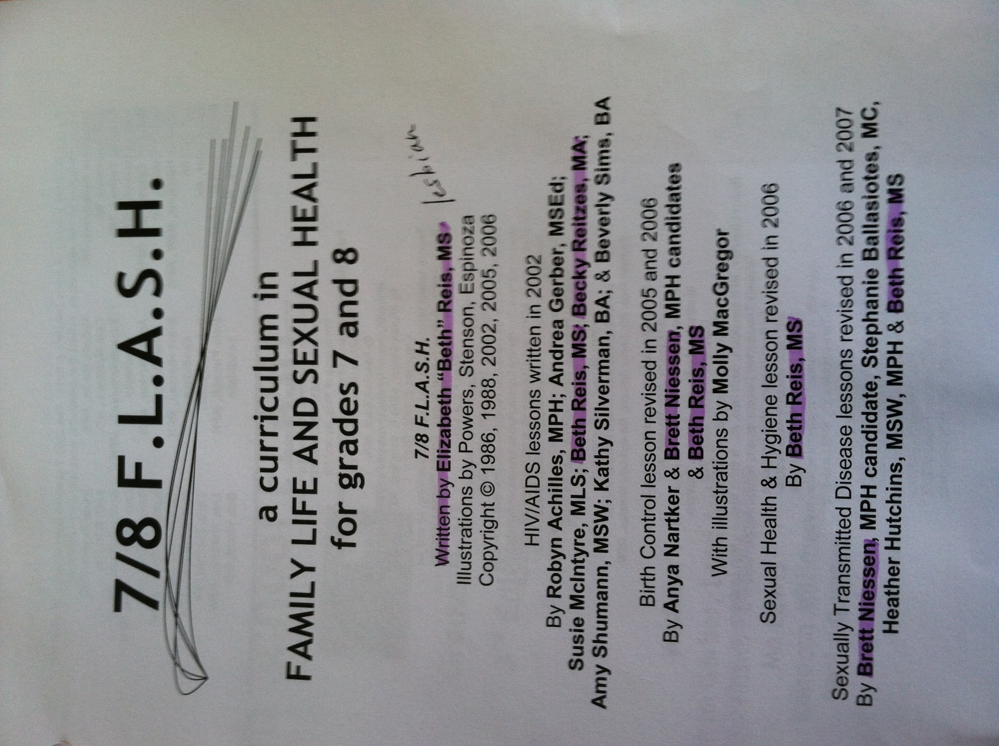 7/8 F.L.A.S.H.
a curriculum in
FAMILY LIFE AND SEXUAL HEALTH
for grades 7 and 8
7/8 F.L.A.S.H.
Written by Elizabeth “Beth” Reis, MS lesbian
Illustrations by Powers, Stenson, Espinoza
Copyright © 1986, 1988, 2002, 2005, 2006
HIV/AIDS lessons written in 2002
By Robyn Achilles, MPH; Andrea Gerber, MSEd;
Susie McIntyre, MLS; Beth Reis, MS; Becky Reitzes, MA;
Amy Shumann, MSW; Kathy Silverman, BA; & Beverly Sims, BA
Birth Control lesson revised in 2005 and 2006
By Anya Nartker & Brett Niessen, MPH candidates
& Beth Reis, MS
With illustrations by Molly MacGregor
Sexual Health & Hygiene lesson revised in 2006
By Beth Reis, MS
Sexually Transmitted Disease lessons revised in 2006 and 2007
By Brett Niessen, MPH candidate, Stephanie Ballasiotes, MC,
Heather Hutchins, MSW, MPH & Beth Reis, MS